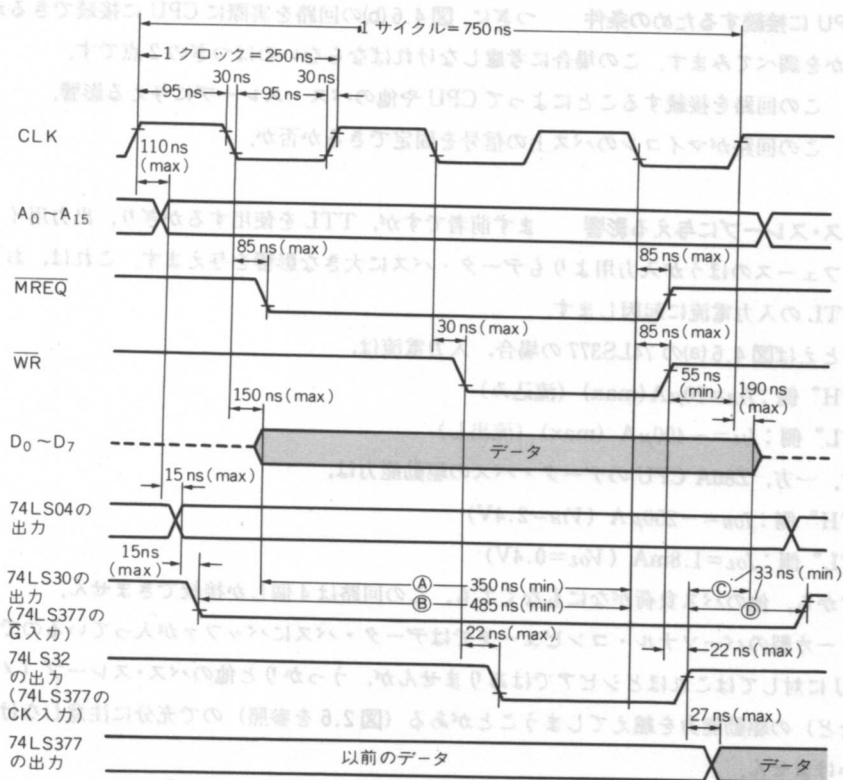 1 サイクル=750ns
1 クロック=250ns
30ns
30ns
95ns
95ns
CLK
110ns
(max)
A₀~A₁₅
85ns(max)
85ns
(max)
MREQ
30ns(max)
85ns
(max)
WR
55ns
(min)
150ns(max)
190ns
(max)
D₀~D₇
データ
15ns(max)
74LS04の
出力
15ns
(max)
Ⓐ 350ns(min)
Ⓒ 33ns(min)
74LS30の
出力
(74LS377の
G入力)
Ⓑ 485ns(min)
Ⓓ
22ns(max)
22ns(max)
74LS32
の出力
(74LS377の
CK入力)
27ns(max)
74LS377
の出力
以前のデータ
データ